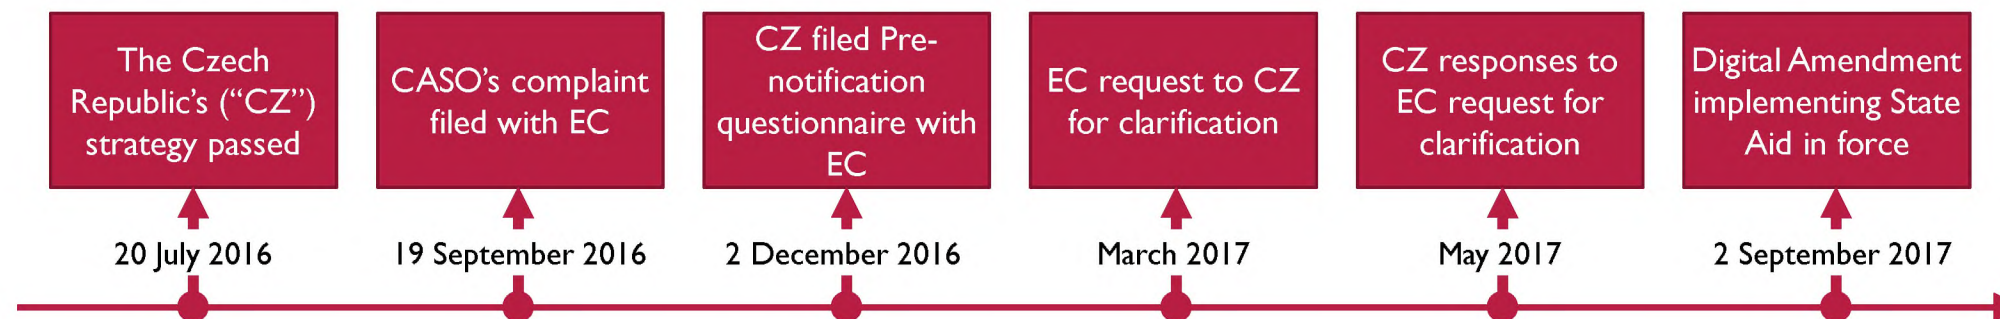 The Czech
Republic's (“CZ”)
strategy passed
CASO's complaint
filed with EC
CZ filed Pre-
notification
questionnaire with
EC
EC request to CZ
for clarification
CZ responses to
EC request for
clarification
Digital Amendment
implementing State
Aid in force
20 July 2016
19 September 2016
2 December 2016
March 2017
May 2017
2 September 2017